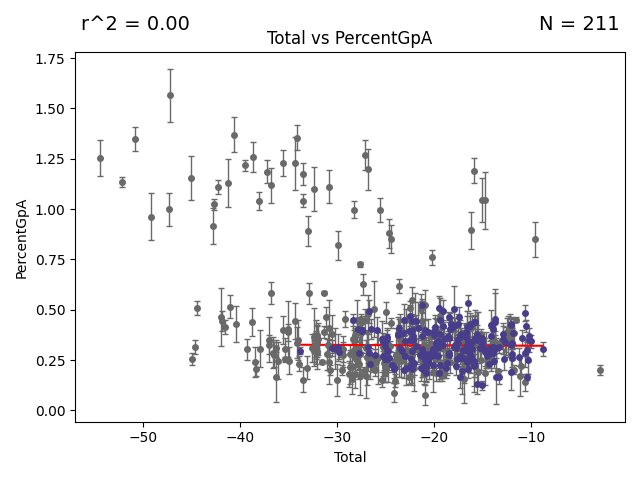 r^2 = 0.00
N = 211
Total vs PercentGpA
1.75
1.50
1.25
1.00
0.75
0.50
0.25
0.00
PercentGpA
−50
−40
−30
−20
−10
Total